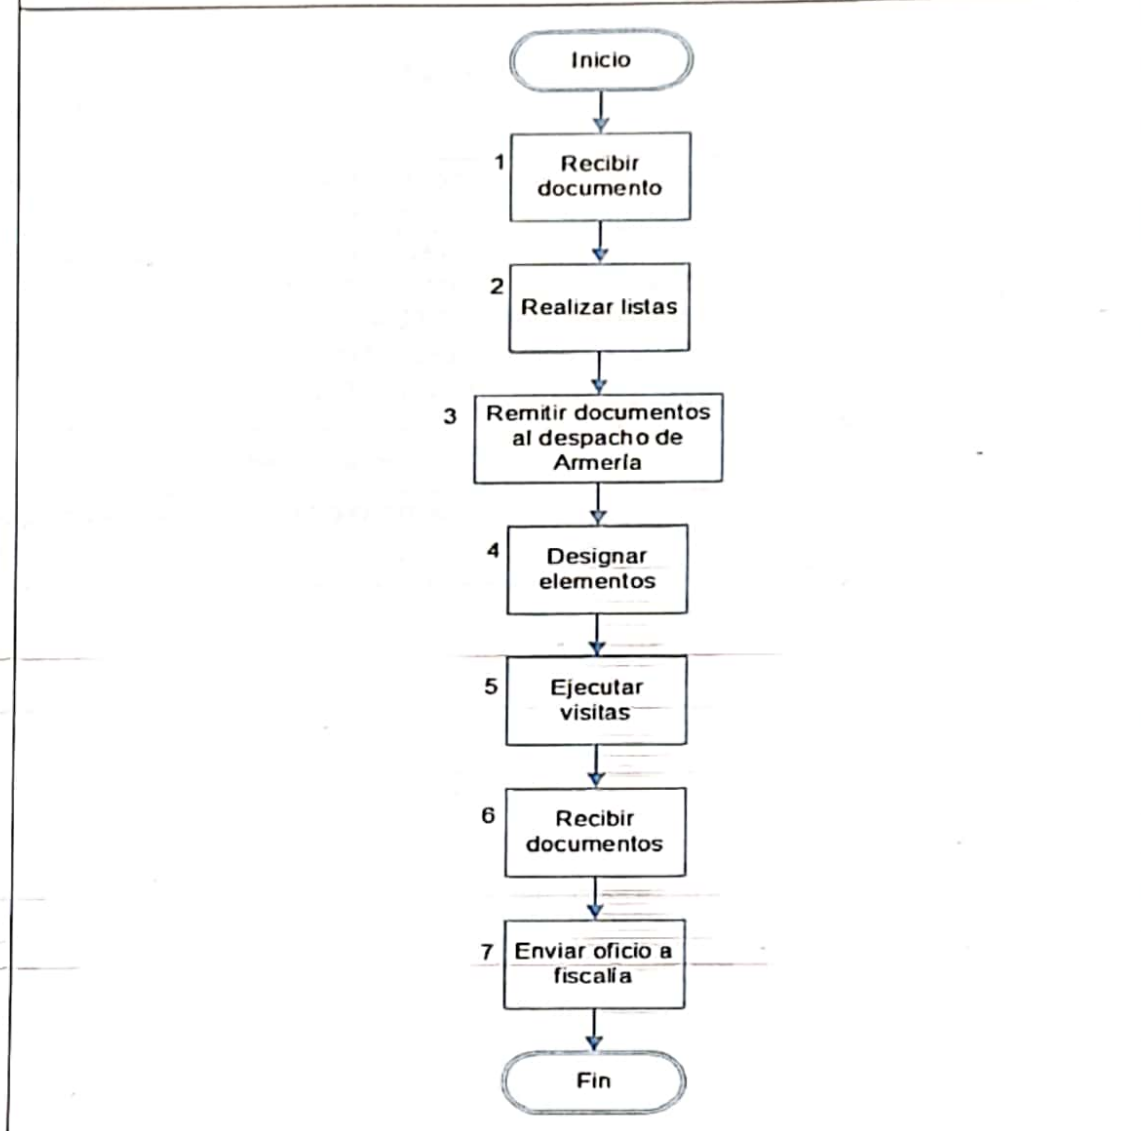 Inicio
1
Recibir
documento
2
Realizar listas
3
Remitir documentos
al despacho de
Armería
4
Designar
elementos
5
Ejecutar
visitas
6
Recibir
documentos
7
Enviar oficio a
fiscalía
Fin